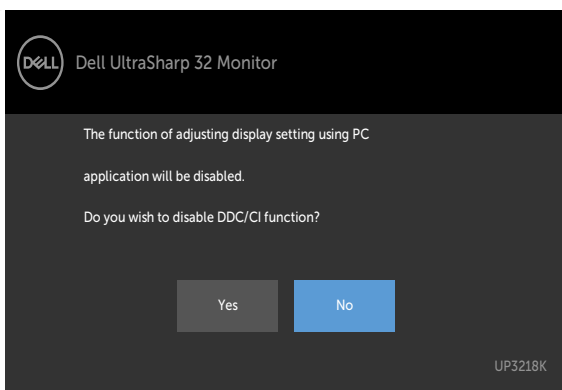 DELL
Dell UltraSharp 32 Monitor
The function of adjusting display setting using PC
application will be disabled.
Do you wish to disable DDC/CI function?
Yes
No
UP3218K